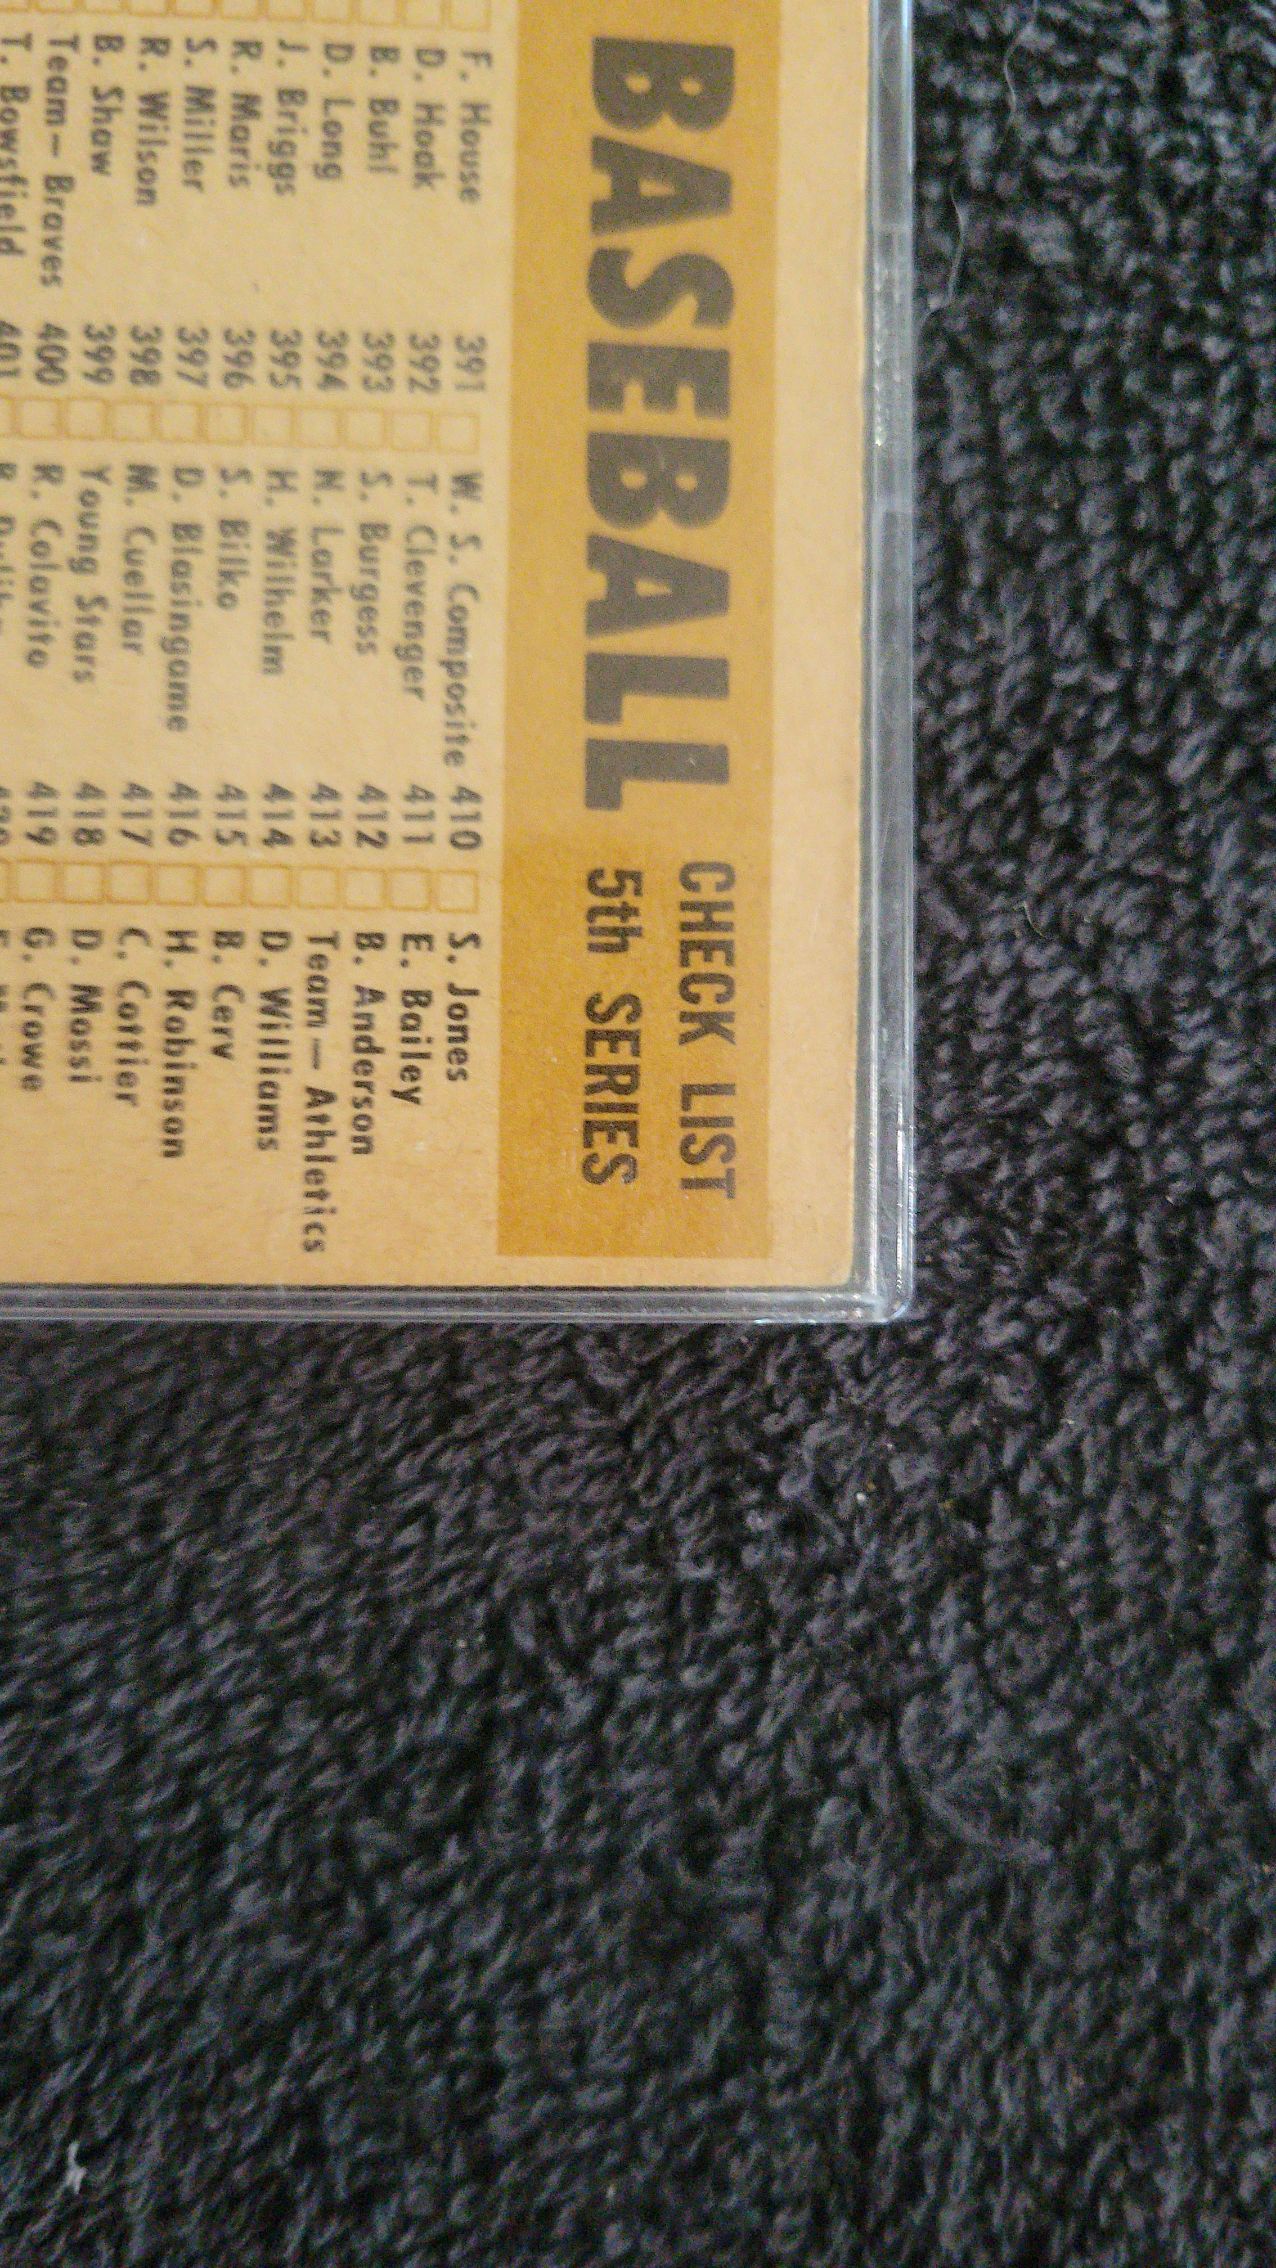 BASEBALL CHECK LIST
5th SERIES
F. House 391 W. S. Composite 410 S. Jones
D. Hoak 392 T. Clevenger 411 E. Bailey
B. Buhl 393 S. Burgess 412 B. Anderson
D. Long 394 N. Larker 413 Team — Athletics
J. Briggs 395 H. Wilhelm 414 D. Williams
R. Maris 396 S. Bilko 415 B. Cerv
S. Miller 397 D. Blasingame 416 H. Robinson
R. Wilson 398 M. Cuellar 417 C. Cottier
B. Shaw 399 Young Stars 418 D. Mossi
Team— Braves 400 R. Colavito 419 G. Crowe
T. Bowsfield 401